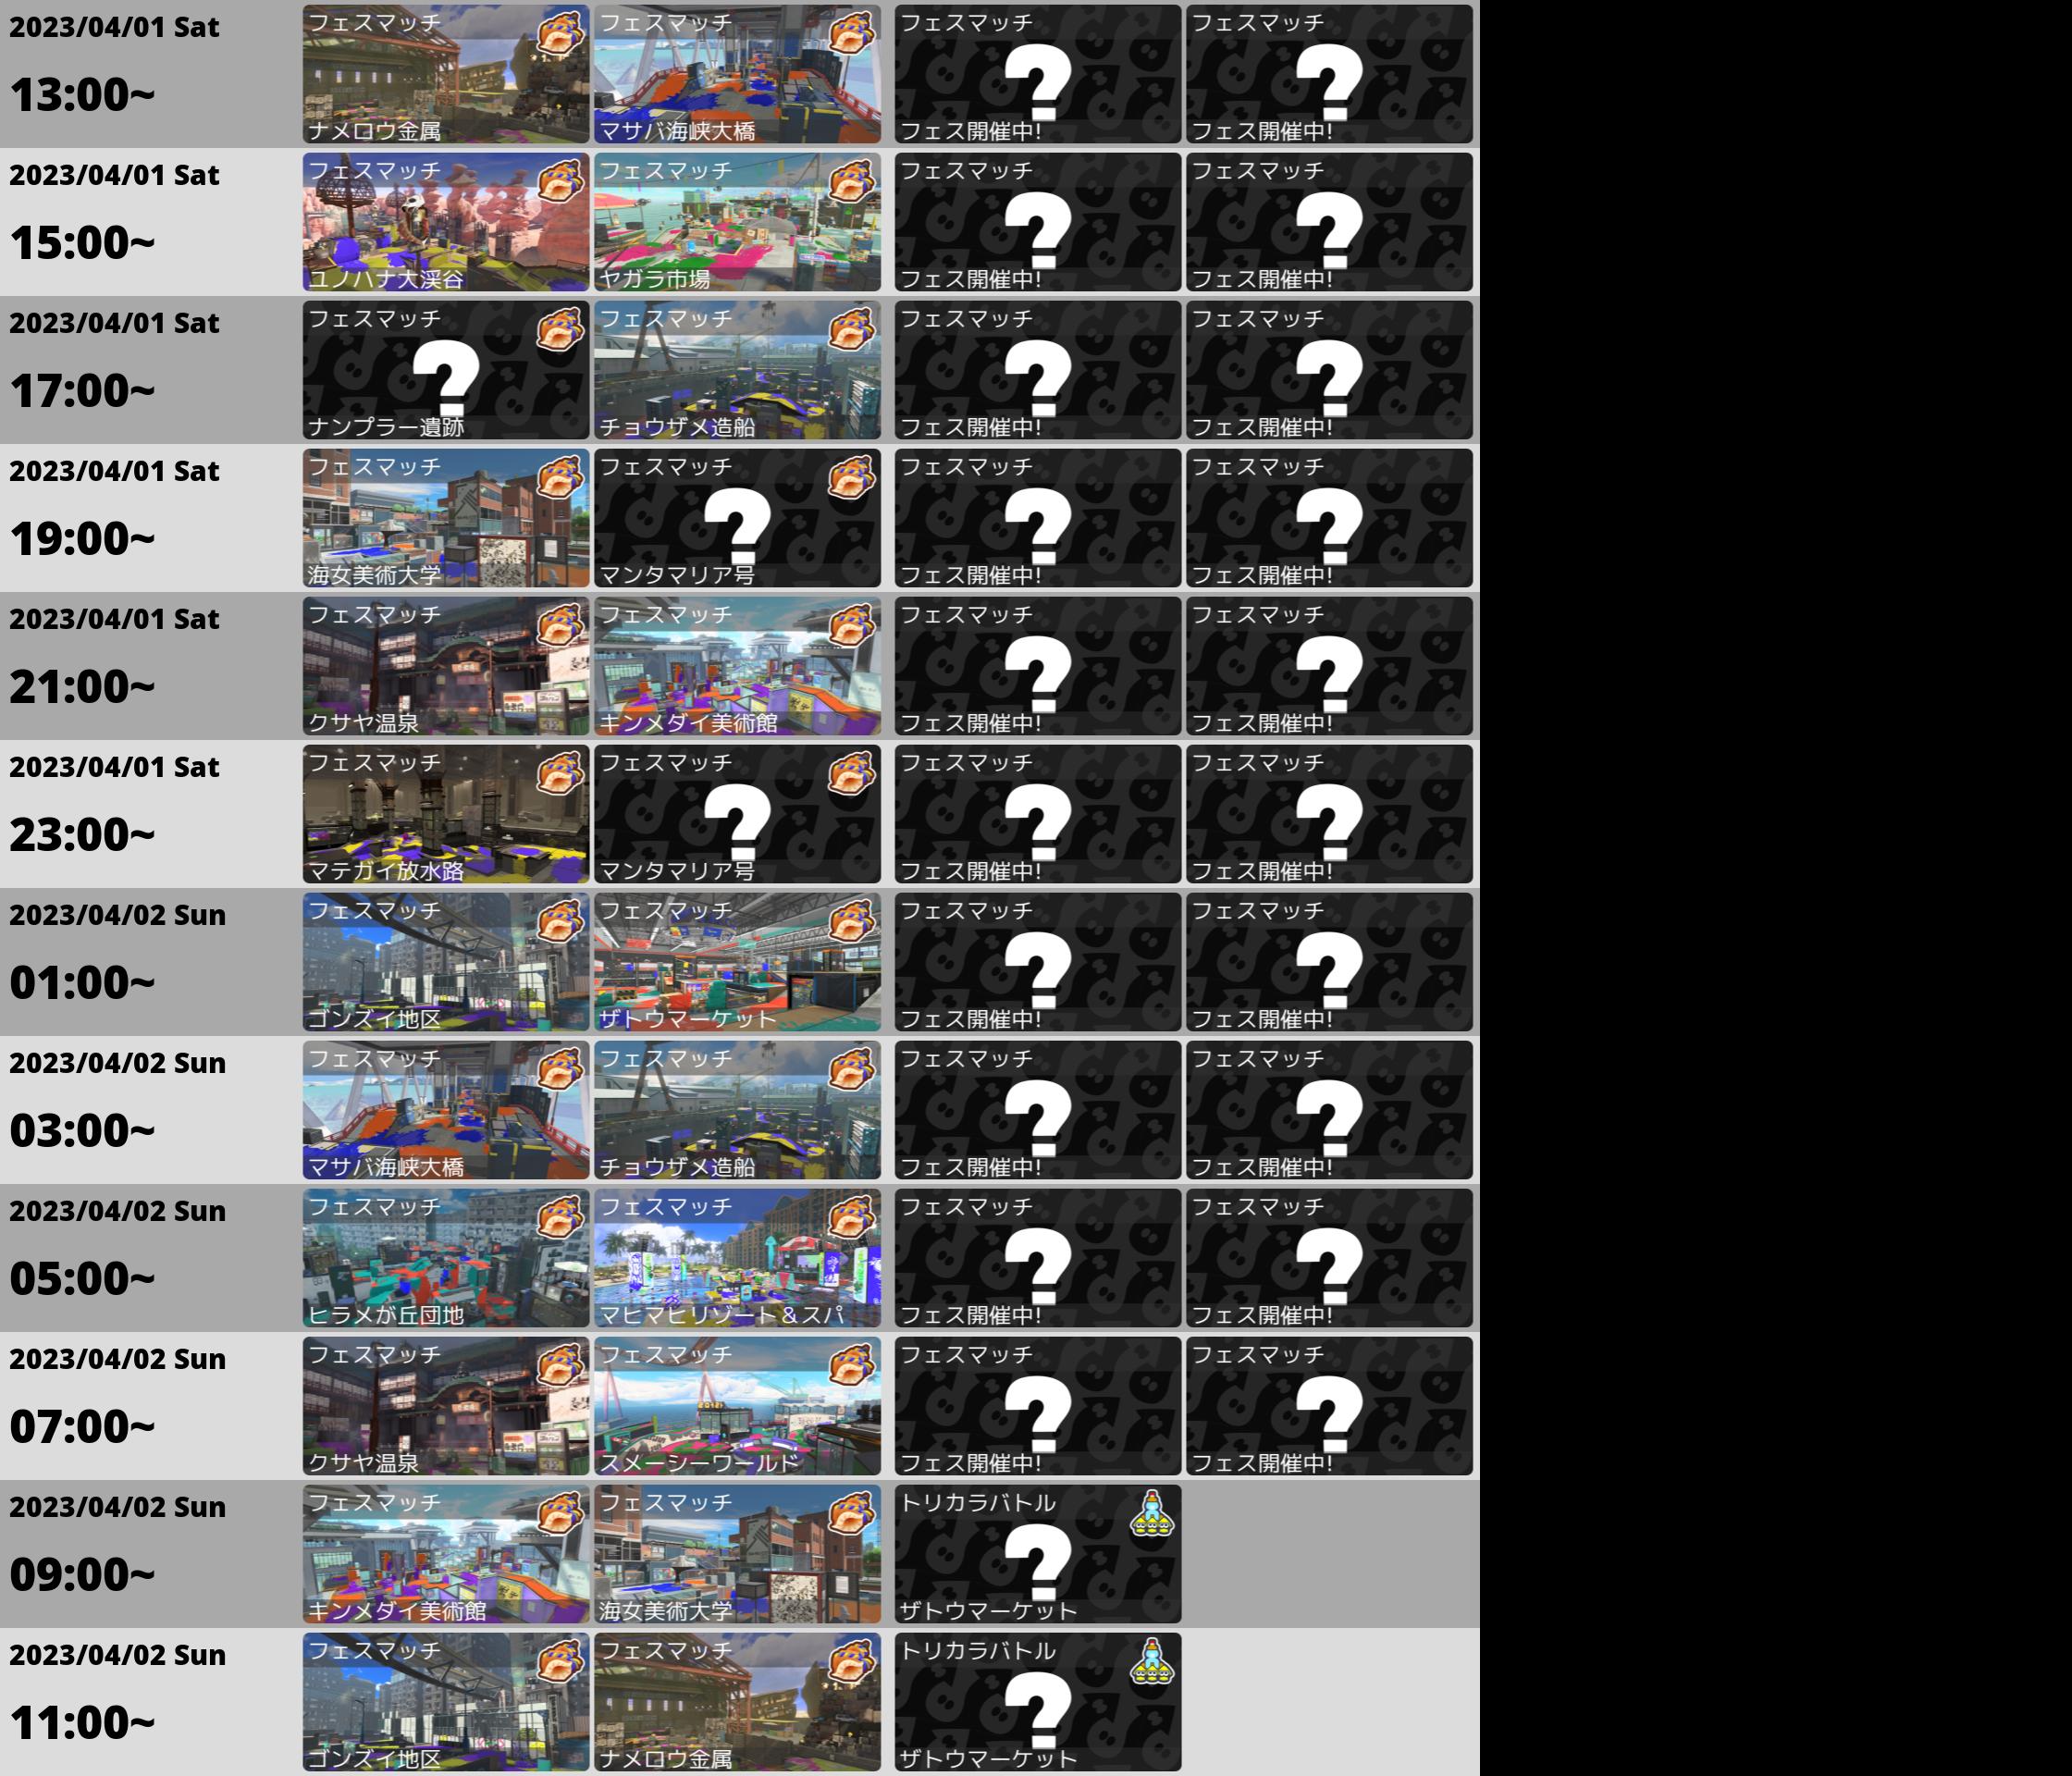 2023/04/01 Sat
13:00~
フェスマッチ
ナメロウ金属
フェスマッチ
マサバ海峡大橋
フェスマッチ
フェス開催中!
フェスマッチ
フェス開催中!
2023/04/01 Sat
15:00~
フェスマッチ
ユノハナ大渓谷
フェスマッチ
ヤガラ市場
フェスマッチ
フェス開催中!
フェスマッチ
フェス開催中!
2023/04/01 Sat
17:00~
フェスマッチ
ナンプラー遺跡
フェスマッチ
チョウザメ造船
フェスマッチ
フェス開催中!
フェスマッチ
フェス開催中!
2023/04/01 Sat
19:00~
フェスマッチ
海女美術大学
フェスマッチ
マンタマリア号
フェスマッチ
フェス開催中!
フェスマッチ
フェス開催中!
2023/04/01 Sat
21:00~
フェスマッチ
クサヤ温泉
フェスマッチ
キンメダイ美術館
フェスマッチ
フェス開催中!
フェスマッチ
フェス開催中!
2023/04/01 Sat
23:00~
フェスマッチ
マテガイ放水路
フェスマッチ
マンタマリア号
フェスマッチ
フェス開催中!
フェスマッチ
フェス開催中!
2023/04/02 Sun
01:00~
フェスマッチ
ゴンズイ地区
フェスマッチ
ザトウマーケット
フェスマッチ
フェス開催中!
フェスマッチ
フェス開催中!
2023/04/02 Sun
03:00~
フェスマッチ
マサバ海峡大橋
フェスマッチ
チョウザメ造船
フェスマッチ
フェス開催中!
フェスマッチ
フェス開催中!
2023/04/02 Sun
05:00~
フェスマッチ
ヒラメが丘団地
フェスマッチ
マヒマヒリゾート＆スパ
フェスマッチ
フェス開催中!
フェスマッチ
フェス開催中!
2023/04/02 Sun
07:00~
フェスマッチ
クサヤ温泉
フェスマッチ
スメーシーワールド
フェスマッチ
フェス開催中!
フェスマッチ
フェス開催中!
2023/04/02 Sun
09:00~
フェスマッチ
キンメダイ美術館
フェスマッチ
海女美術大学
トリカラバトル
ザトウマーケット
2023/04/02 Sun
11:00~
フェスマッチ
ゴンズイ地区
フェスマッチ
ナメロウ金属
トリカラバトル
ザトウマーケット